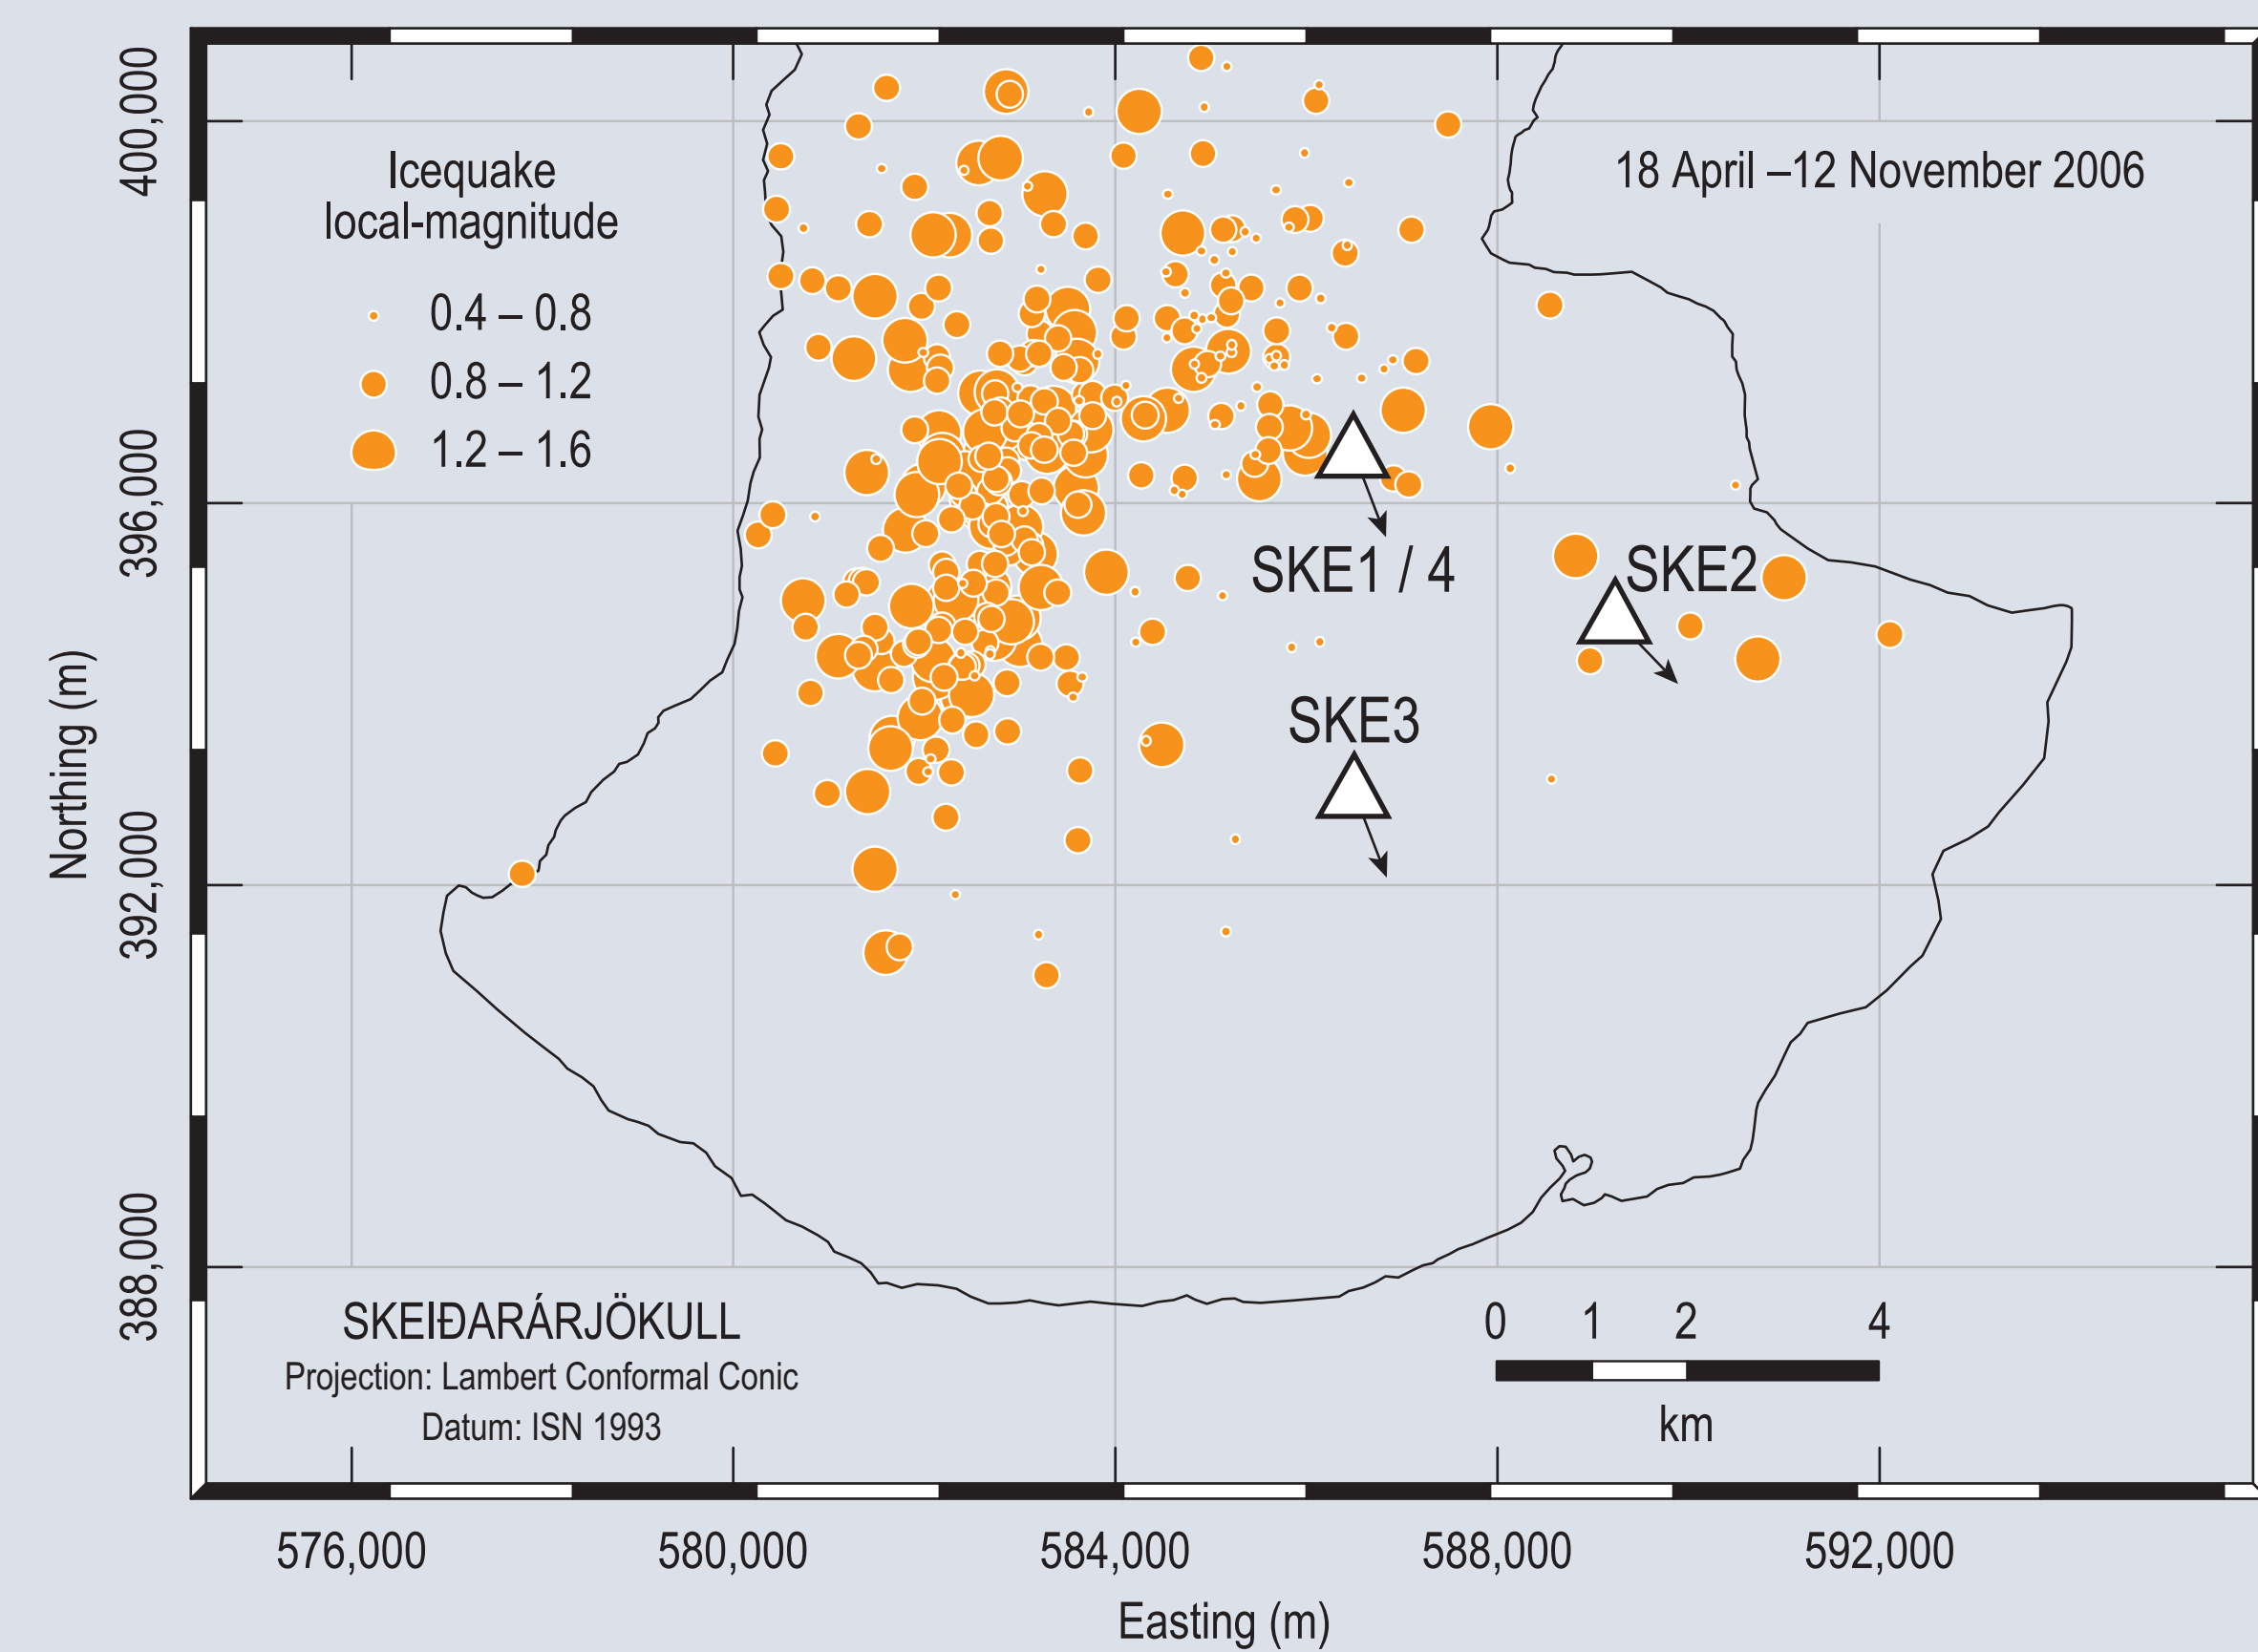 Icequake
local-magnitude
0.4 – 0.8
0.8 – 1.2
1.2 – 1.6
18 April –12 November 2006
SKE1 / 4
SKE2
SKE3
Northing (m)
400,000
396,000
392,000
388,000
SKEIÐARÁRJÖKULL
Projection: Lambert Conformal Conic
Datum: ISN 1993
0 1 2 4
km
576,000 580,000 584,000 588,000 592,000
Easting (m)